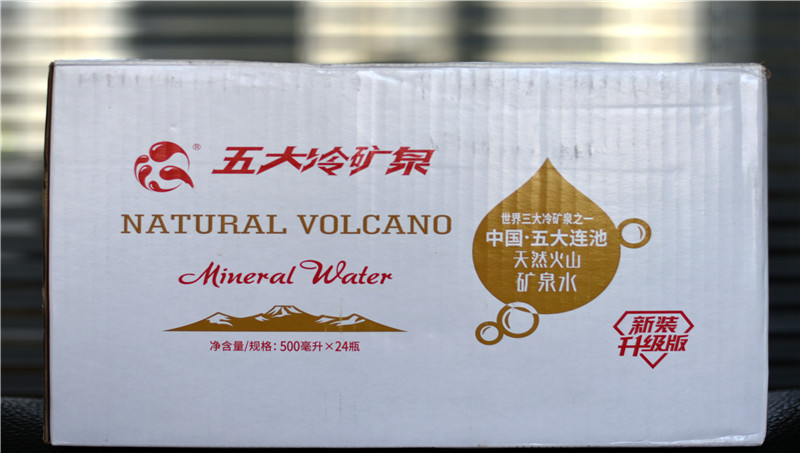 五大冷矿泉®
NATURAL VOLCANO
Mineral Water
净含量/规格：500毫升×24瓶
世界三大冷矿泉之一
中国·五大连池
天然火山
矿泉水
新装
升级版